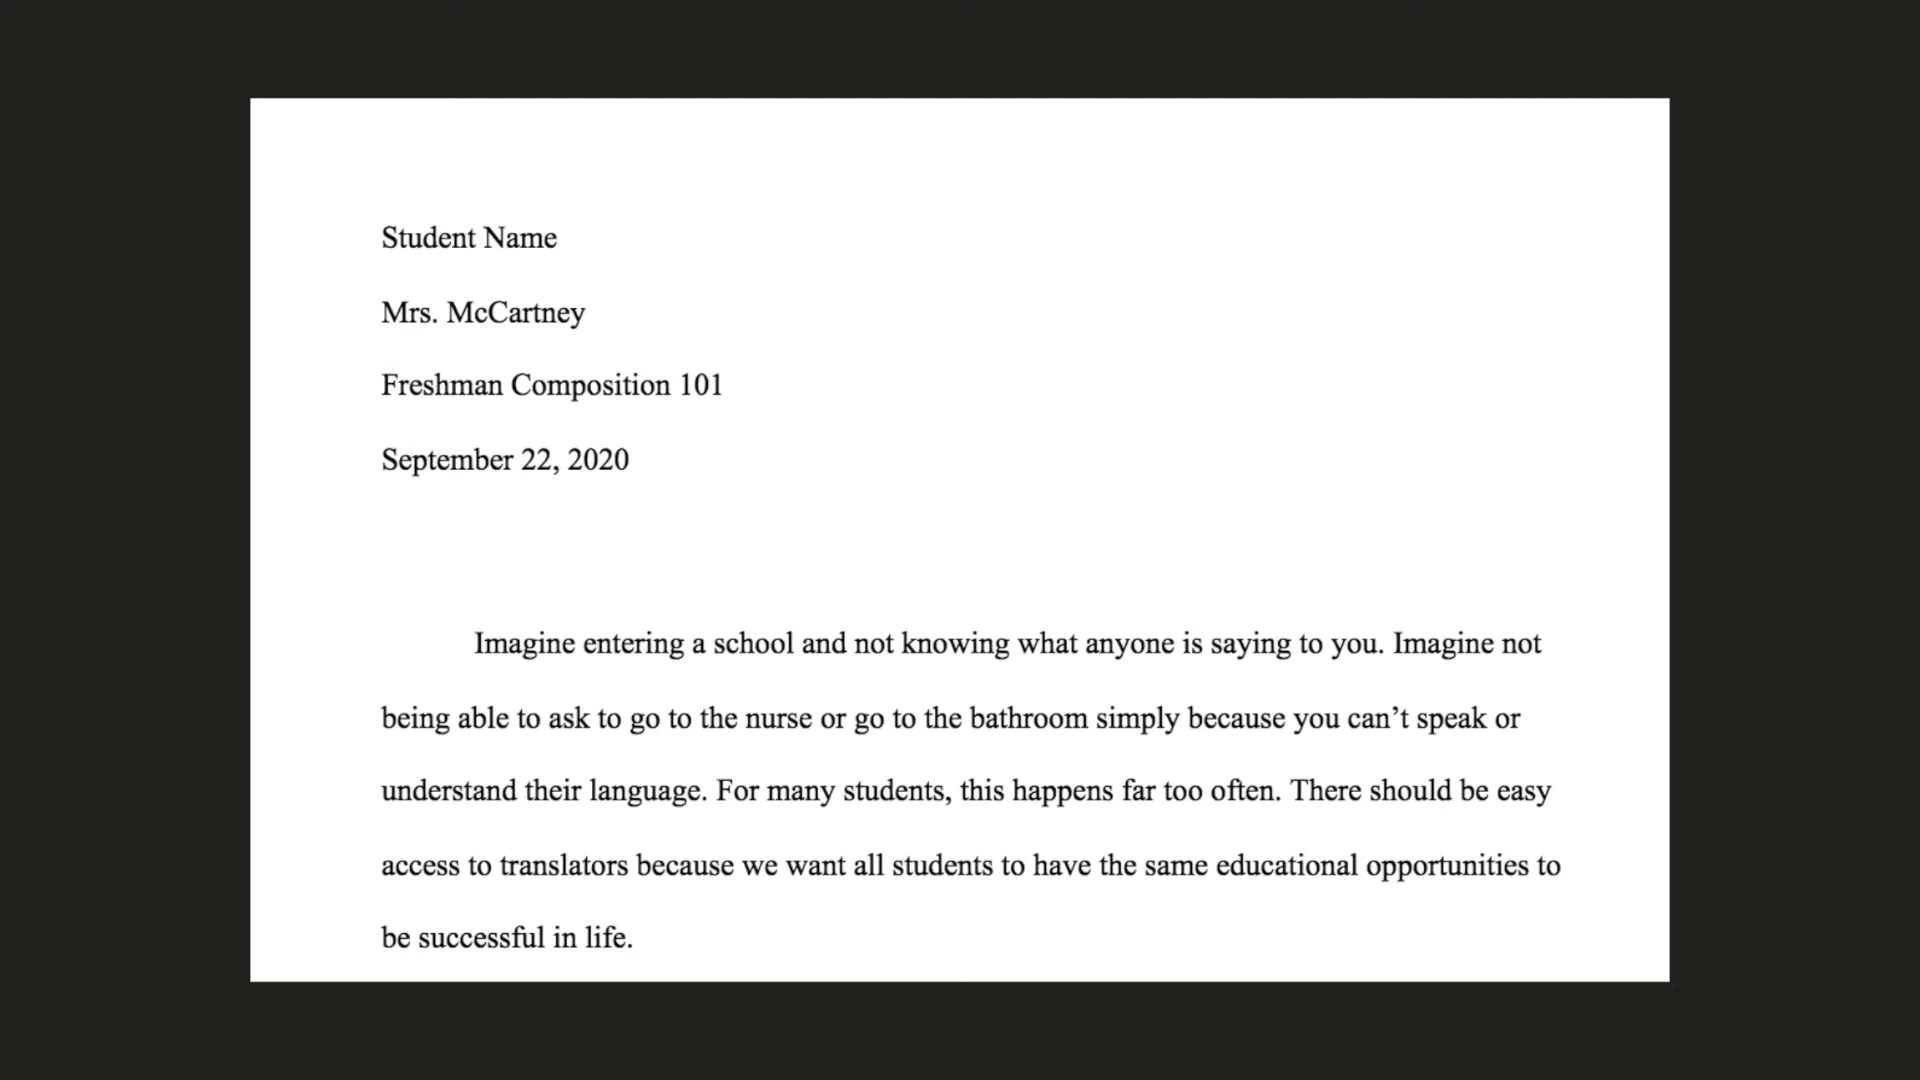 Student Name
Mrs. McCartney
Freshman Composition 101
September 22, 2020
Imagine entering a school and not knowing what anyone is saying to you. Imagine not
being able to ask to go to the nurse or go to the bathroom simply because you can’t speak or
understand their language. For many students, this happens far too often. There should be easy
access to translators because we want all students to have the same educational opportunities to
be successful in life.